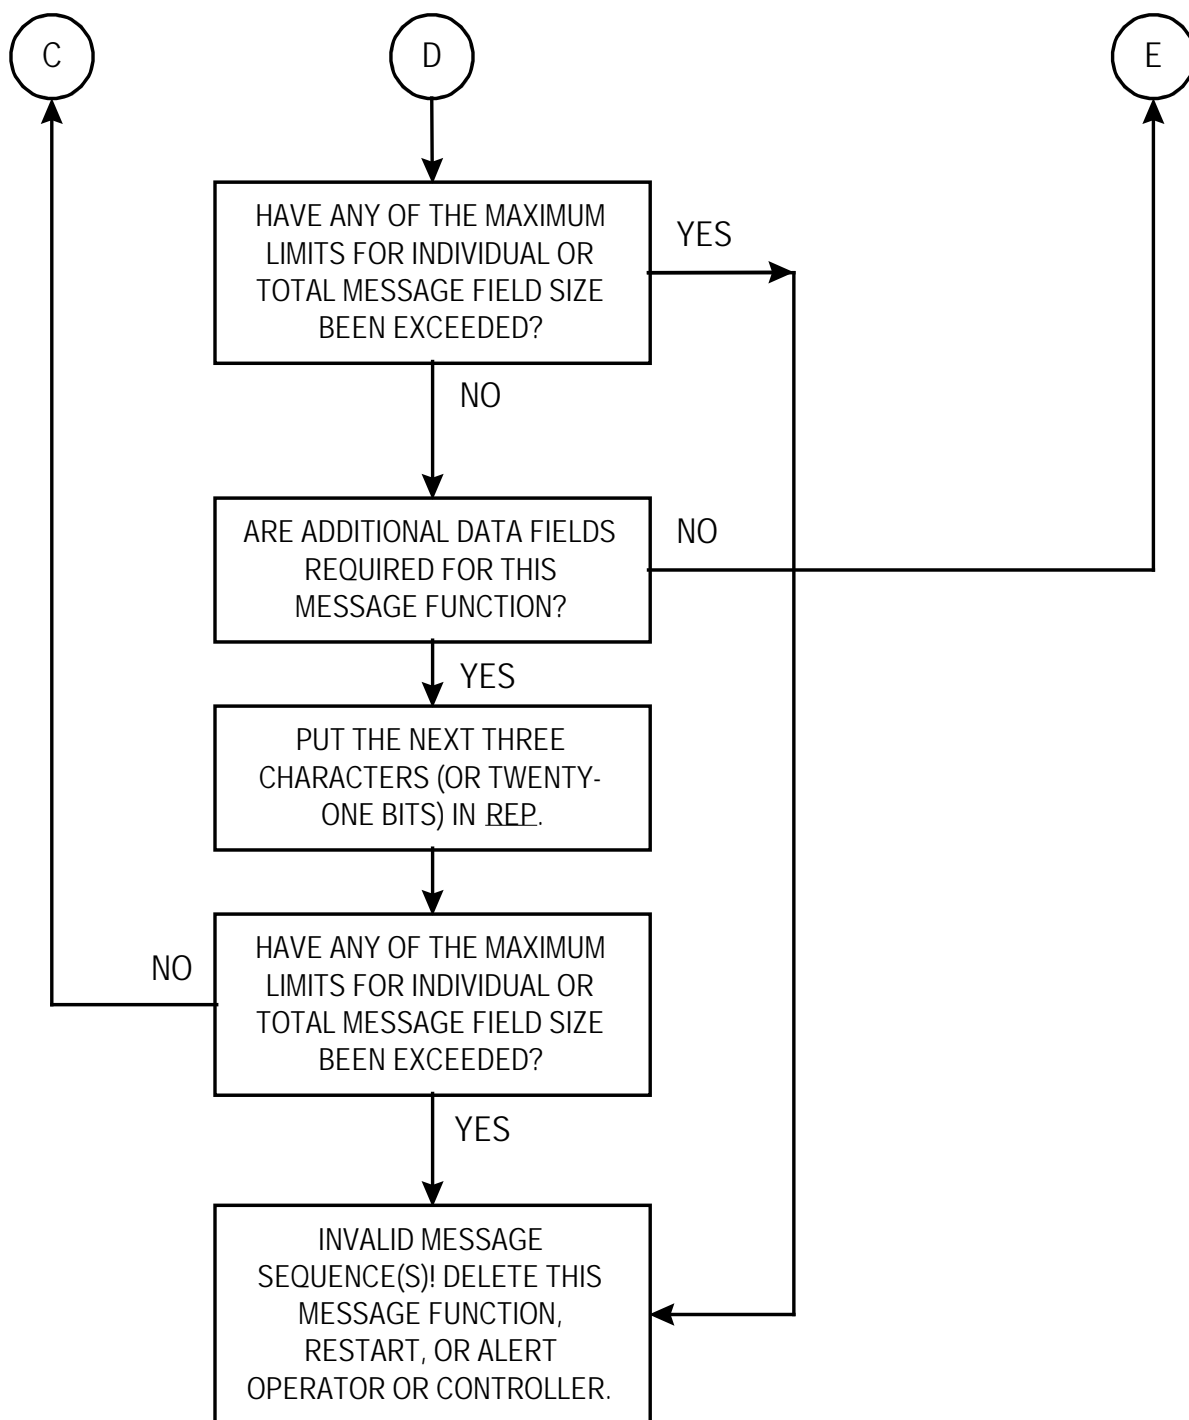 C
D
E
HAVE ANY OF THE MAXIMUM
LIMITS FOR INDIVIDUAL OR
TOTAL MESSAGE FIELD SIZE
BEEN EXCEEDED?
YES
NO
ARE ADDITIONAL DATA FIELDS
REQUIRED FOR THIS
MESSAGE FUNCTION?
NO
YES
PUT THE NEXT THREE
CHARACTERS (OR TWENTY-
ONE BITS) IN REP.
HAVE ANY OF THE MAXIMUM
LIMITS FOR INDIVIDUAL OR
TOTAL MESSAGE FIELD SIZE
BEEN EXCEEDED?
NO
YES
INVALID MESSAGE
SEQUENCE(S)! DELETE THIS
MESSAGE FUNCTION,
RESTART, OR ALERT
OPERATOR OR CONTROLLER.